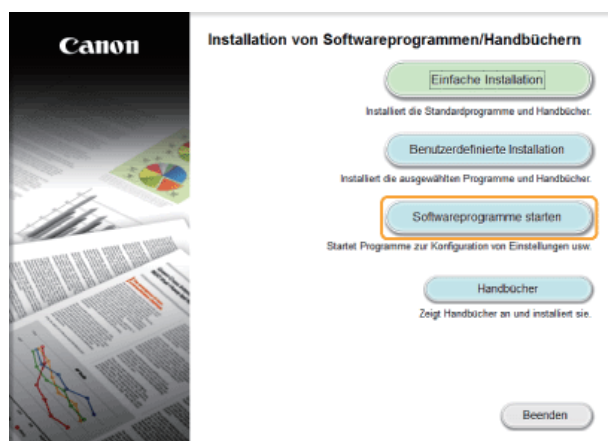 Canon
Installation von Softwareprogrammen/Handbüchern
Einfache Installation
Installiert die Standardprogramme und Handbücher.
Benutzerdefinierte Installation
Installiert die ausgewählten Programme und Handbücher.
Softwareprogramme starten
Startet Programme zur Konfiguration von Einstellungen usw.
Handbücher
Zeigt Handbücher an und installiert sie.
Beenden